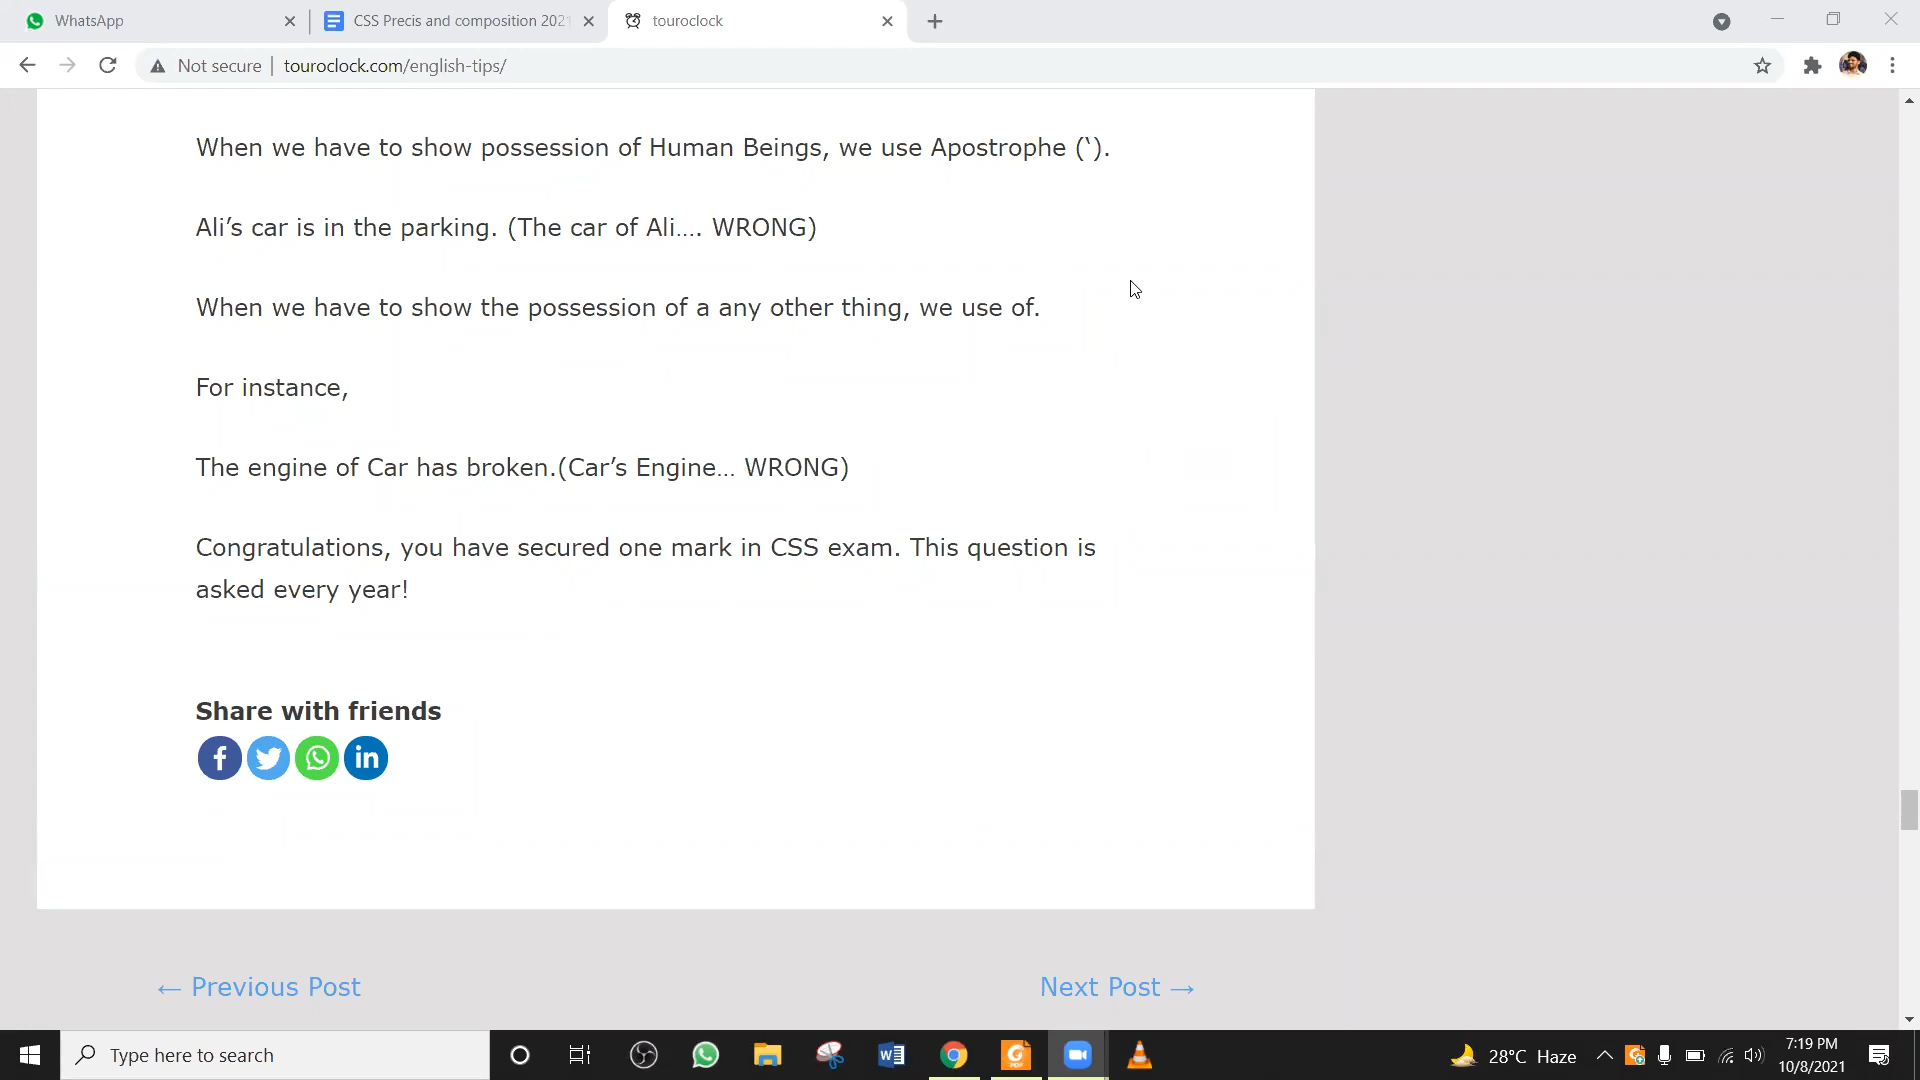 WhatsApp
CSS Precis and composition 2021
touroclock
Not secure | touroclock.com/english-tips/
When we have to show possession of Human Beings, we use Apostrophe (‘).
Ali’s car is in the parking. (The car of Ali…. WRONG)
When we have to show the possession of a any other thing, we use of.
For instance,
The engine of Car has broken.(Car’s Engine… WRONG)
Congratulations, you have secured one mark in CSS exam. This question is
asked every year!
Share with friends
← Previous Post
Next Post →
Type here to search
28°C Haze
7:19 PM
10/8/2021